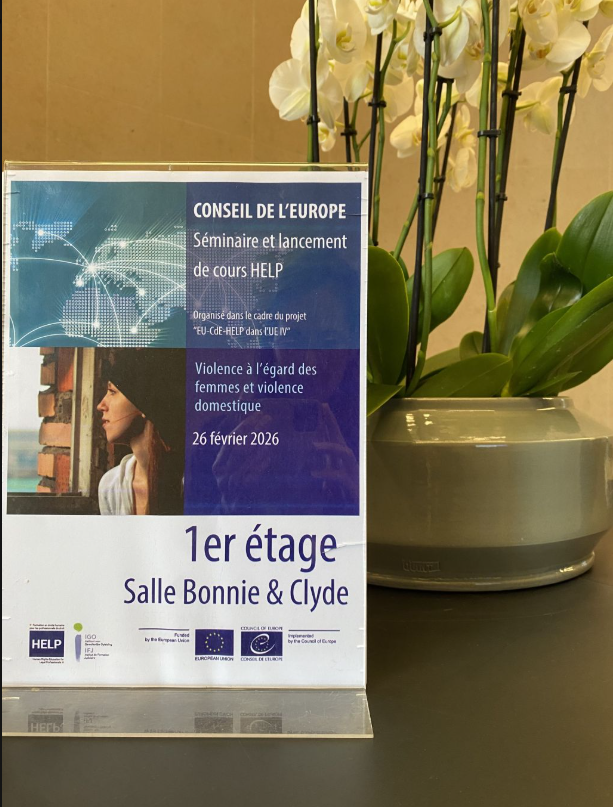 CONSEIL DE L'EUROPE
Séminaire et lancement
de cours HELP
Organisé dans le cadre du projet
"EU-CdE-HELP dans l'UE IV"
Violence à l'égard des
femmes et violence
domestique
26 février 2026
1er étage
Salle Bonnie & Clyde
HELP
IGO
IFJ
Funded
by the European Union
EUROPEAN UNION
COUNCIL OF EUROPE
CONSEIL DE L'EUROPE
Implemented
by the Council of Europe